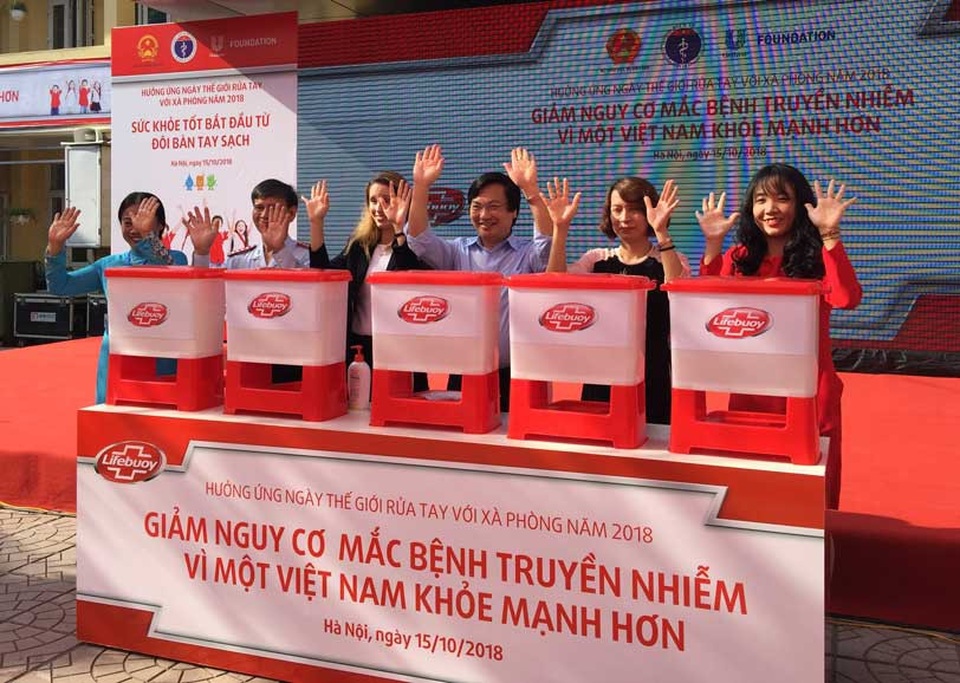 FOUNDATION
HƯỞNG ỨNG NGÀY THẾ GIỚI RỬA TAY
VỚI XÀ PHÒNG NĂM 2018
SỨC KHỎE TỐT BẮT ĐẦU TỪ
ĐÔI BÀN TAY SẠCH
Hà Nội, ngày 15/10/2018
HƠN
FOUNDATION
HƯỞNG ỨNG NGÀY THẾ GIỚI RỬA TAY VỚI XÀ PHÒNG NĂM 2018
GIẢM NGUY CƠ MẮC BỆNH TRUYỀN NHIỄM
VÌ MỘT VIỆT NAM KHỎE MẠNH HƠN
Hà Nội, ngày 15/10/2018
Lifebuoy
Lifebuoy
Lifebuoy
Lifebuoy
Lifebuoy
Lifebuoy
HƯỞNG ỨNG NGÀY THẾ GIỚI RỬA TAY VỚI XÀ PHÒNG NĂM 2018
GIẢM NGUY CƠ MẮC BỆNH TRUYỀN NHIỄM
VÌ MỘT VIỆT NAM KHỎE MẠNH HƠN
Hà Nội, ngày 15/10/2018